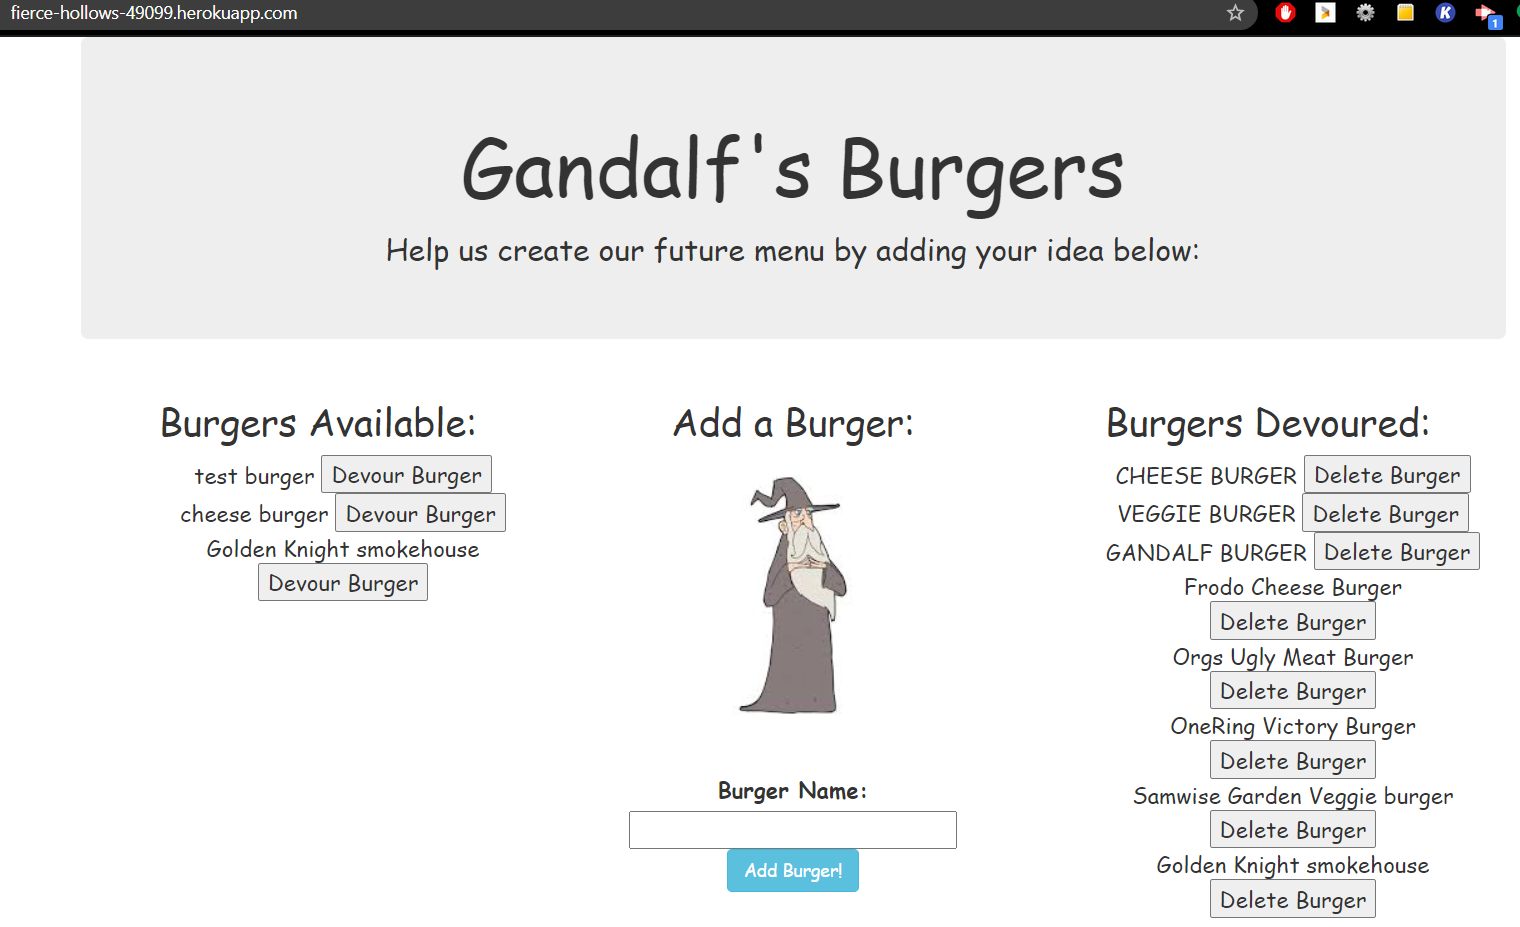 fierce-hollows-49099.herokuapp.com
K
1
Gandalf's Burgers
Help us create our future menu by adding your idea below:
Burgers Available:
test burger Devour Burger
cheese burger Devour Burger
Golden Knight smokehouse
Devour Burger
Add a Burger:
Burger Name:
Add Burger!
Burgers Devoured:
CHEESE BURGER Delete Burger
VEGGIE BURGER Delete Burger
GANDALF BURGER Delete Burger
Frodo Cheese Burger
Delete Burger
Orgs Ugly Meat Burger
Delete Burger
OneRing Victory Burger
Delete Burger
Samwise Garden Veggie burger
Delete Burger
Golden Knight smokehouse
Delete Burger